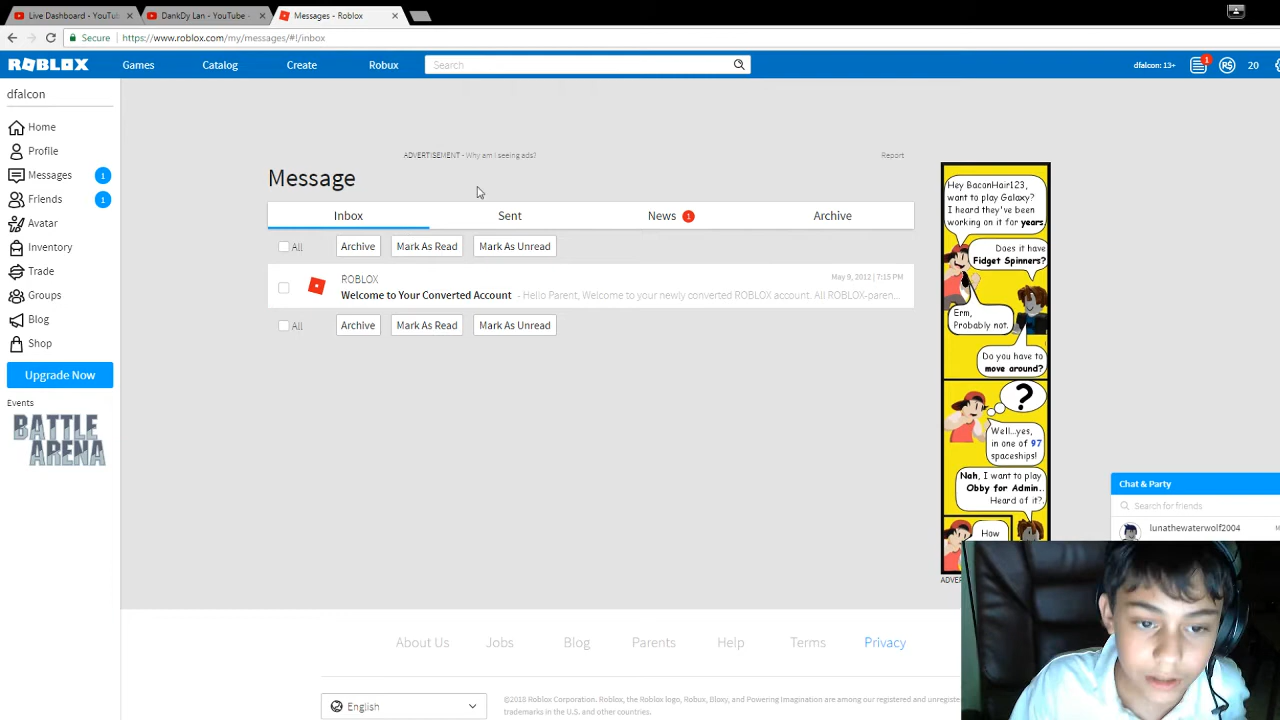 Live Dashboard - YouTu
DankDy Lan - YouTube -
Messages - Roblox
Secure
https://www.roblox.com/my/messages/#!/inbox
ROBLOX
Games
Catalog
Create
Robux
Search
dfalcon: 13+
1
R$
20
dfalcon
Home
Profile
Messages 1
Friends 1
Avatar
Inventory
Trade
Groups
Blog
Shop
Upgrade Now
Events
BATTLE
ARENA
ADVERTISEMENT - Why am I seeing ads?
Report
Message
Inbox
Sent
News 1
Archive
All
Archive
Mark As Read
Mark As Unread
ROBLOX
May 9, 2012 | 7:15 PM
Welcome to Your Converted Account - Hello Parent, Welcome to your newly converted ROBLOX account. All ROBLOX-paren...
All
Archive
Mark As Read
Mark As Unread
Hey BaconHair123,
want to play Galaxy?
I heard they've been
working on it for years.
Does it have
Fidget Spinners?
Erm,
Probably not.
Do you have to
move around?
?
Well...yes,
in one of 97
spaceships!
Nah, I want to play
Obby for Admin..
Heard of it?
How
ADVER
Chat & Party
Search for friends
lunathewaterwolf2004
About Us
Jobs
Blog
Parents
Help
Terms
Privacy
English
©2018 Roblox Corporation. Roblox, the Roblox logo, Robux, Bloxy, and Powering Imagination are among our registered and unregiste
trademarks in the U.S. and other countries.